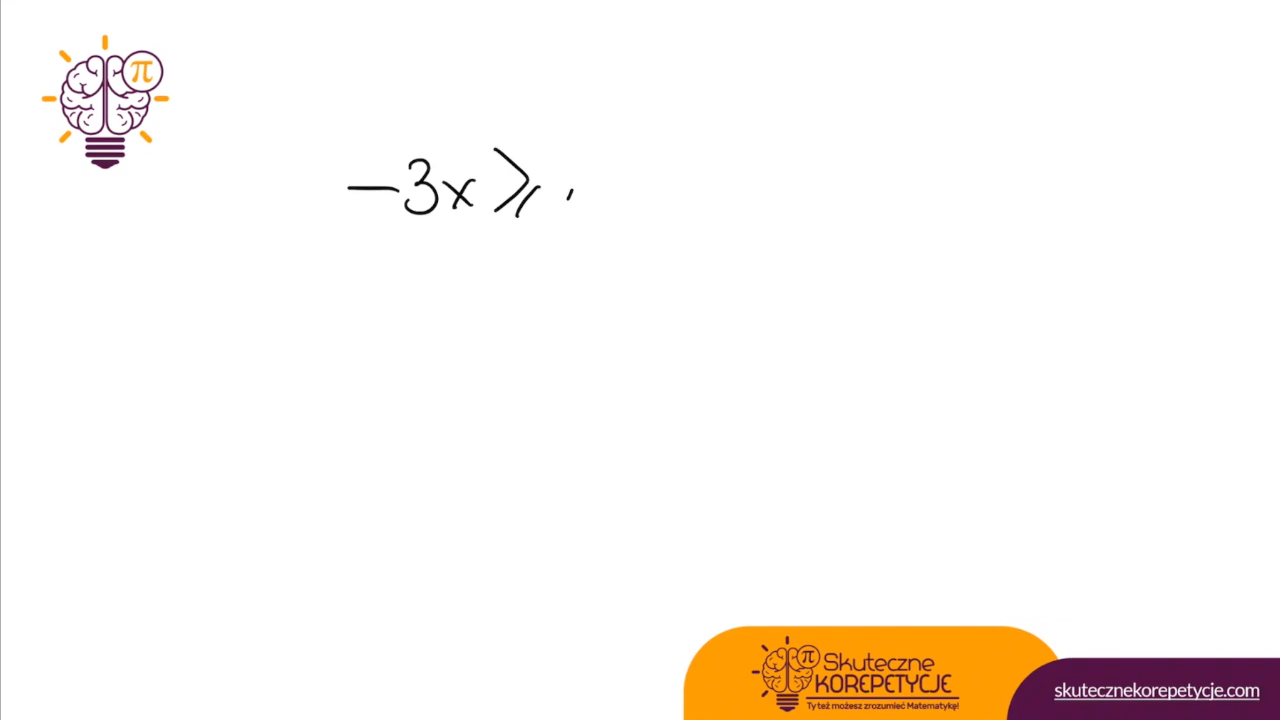 π
-3x ⩾
π
Skuteczne
KOREPETYCJE
Ty też możesz zrozumieć Matematykę!
skutecznekorepetycje.com